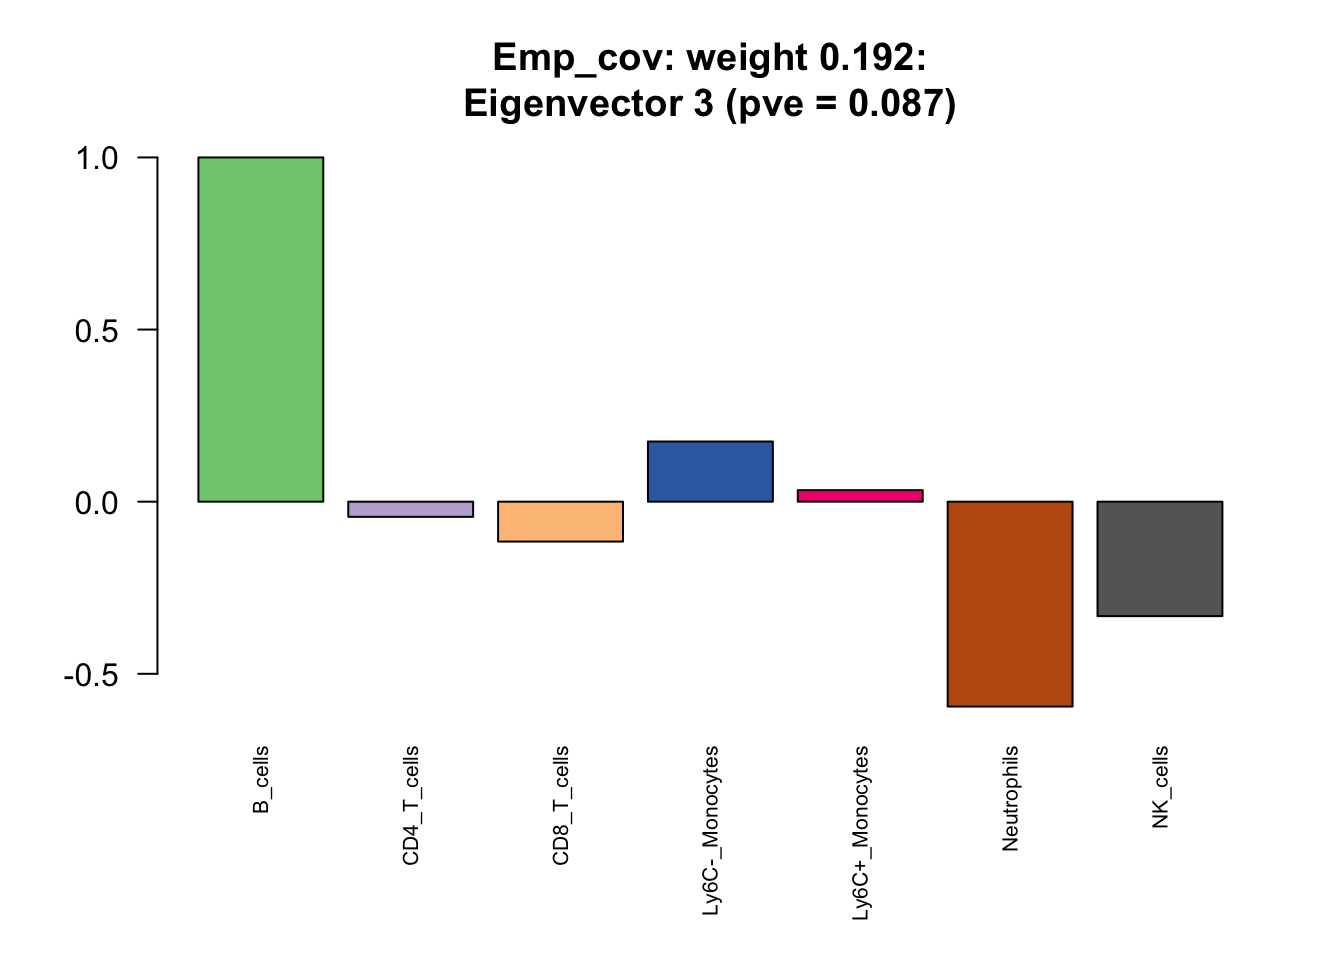 Emp_cov: weight 0.192:
Eigenvector 3 (pve = 0.087)
1.0
0.5
0.0
-0.5
B_cells
CD4_T_cells
CD8_T_cells
Ly6C-_Monocytes
Ly6C+_Monocytes
Neutrophils
NK_cells